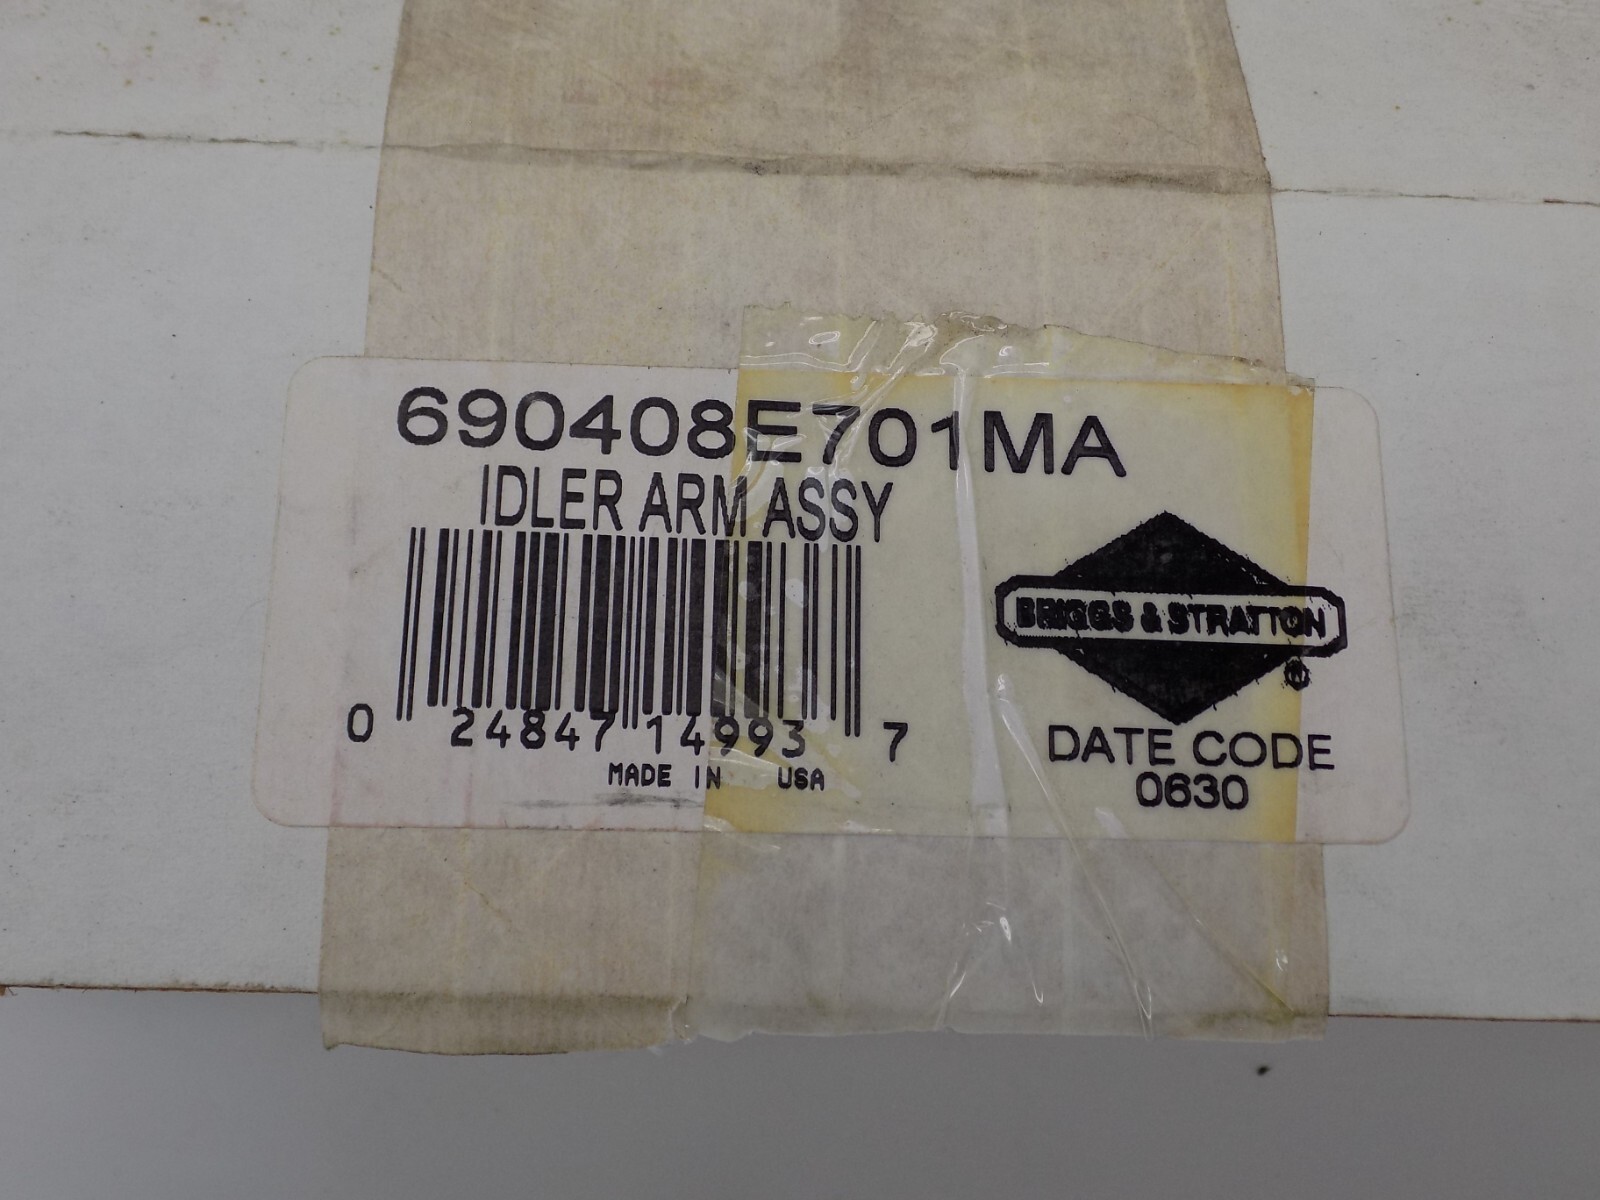 690408E701MA
IDLER ARM ASSY
0 24847 14993 7
MADE IN USA
BRIGGS & STRATTON
®
DATE CODE
0630